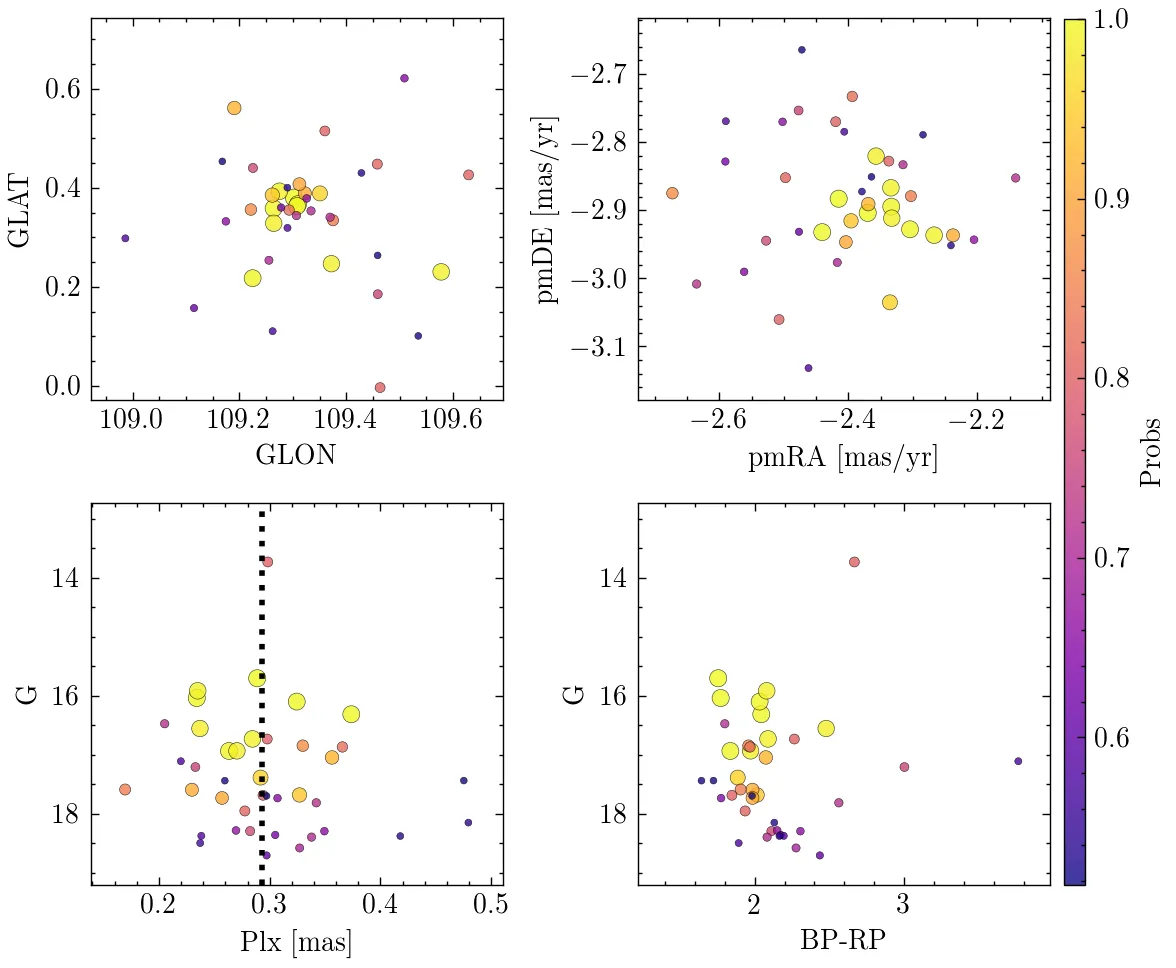 0.6
0.4
0.2
0.0
GLAT
109.0 109.2 109.4 109.6
GLON
−2.7
−2.8
−2.9
−3.0
−3.1
pmDE [mas/yr]
−2.6 −2.4 −2.2
pmRA [mas/yr]
1.0
0.9
0.8
0.7
0.6
Probs
14
16
18
G
0.2 0.3 0.4 0.5
Plx [mas]
14
16
18
G
2 3
BP-RP